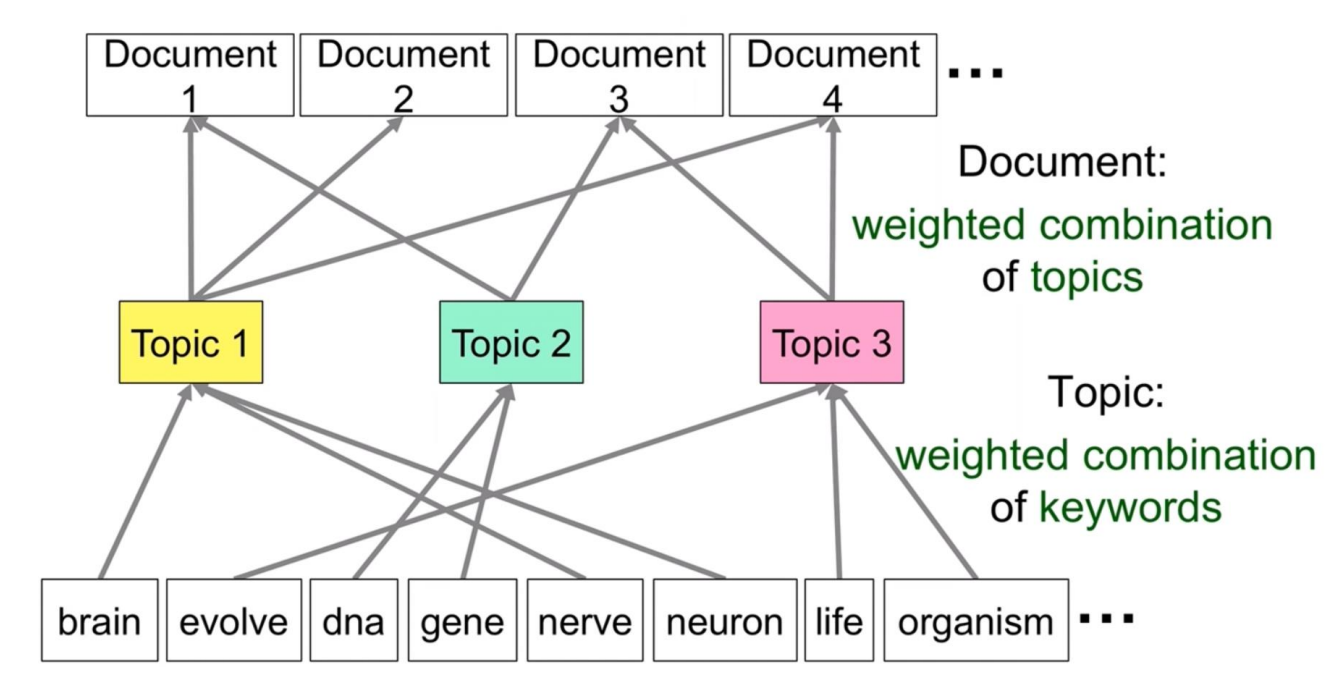 Document Document Document Document ...
1 2 3 4
Document:
weighted combination
of topics
Topic 1 Topic 2 Topic 3
Topic:
weighted combination
of keywords
brain evolve dna gene nerve neuron life organism ...